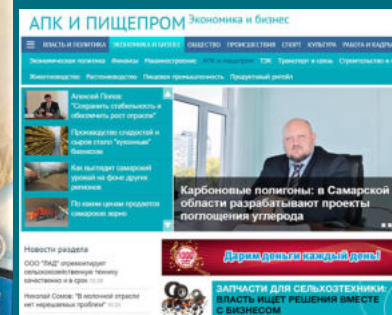 АПК И ПИЩЕПРОМ Экономика и бизнес
ВЛАСТЬ И ПОЛИТИКА ЭКОНОМИКА И БИЗНЕС ОБЩЕСТВО ПРОИСШЕСТВИЯ СПОРТ КУЛЬТУРА РАБОТА И КАДРЫ
Экономическая политика Финансы Машиностроение АПК и пищепром ТЭК Транспорт и связь Строительство и
Животноводство Растениеводство Пищевая промышленность Продуктовый ритейл
Алексей Попов:
"Сохранить стабильность и
обеспечить рост отрасли"
Производство сладостей и
сыров стало "кухонным"
бизнесом
Как выглядит самарский
урожай на фоне других
регионов
По каким ценам продается
самарское зерно
Карбоновые полигоны: в Самарской
области разрабатывают проекты
поглощения углерода
Новости раздела
ООО "ЛАД" отремонтирует
сельскохозяйственную технику
качественно и в срок
Николай Сомов: "В молочной отрасли
нет нерешаемых проблем"
Дарим деньги каждый день!
ЗАПЧАСТИ ДЛЯ СЕЛЬХОЗТЕХНИКИ:
ВЛАСТЬ ИЩЕТ РЕШЕНИЯ ВМЕСТЕ
С БИЗНЕСОМ